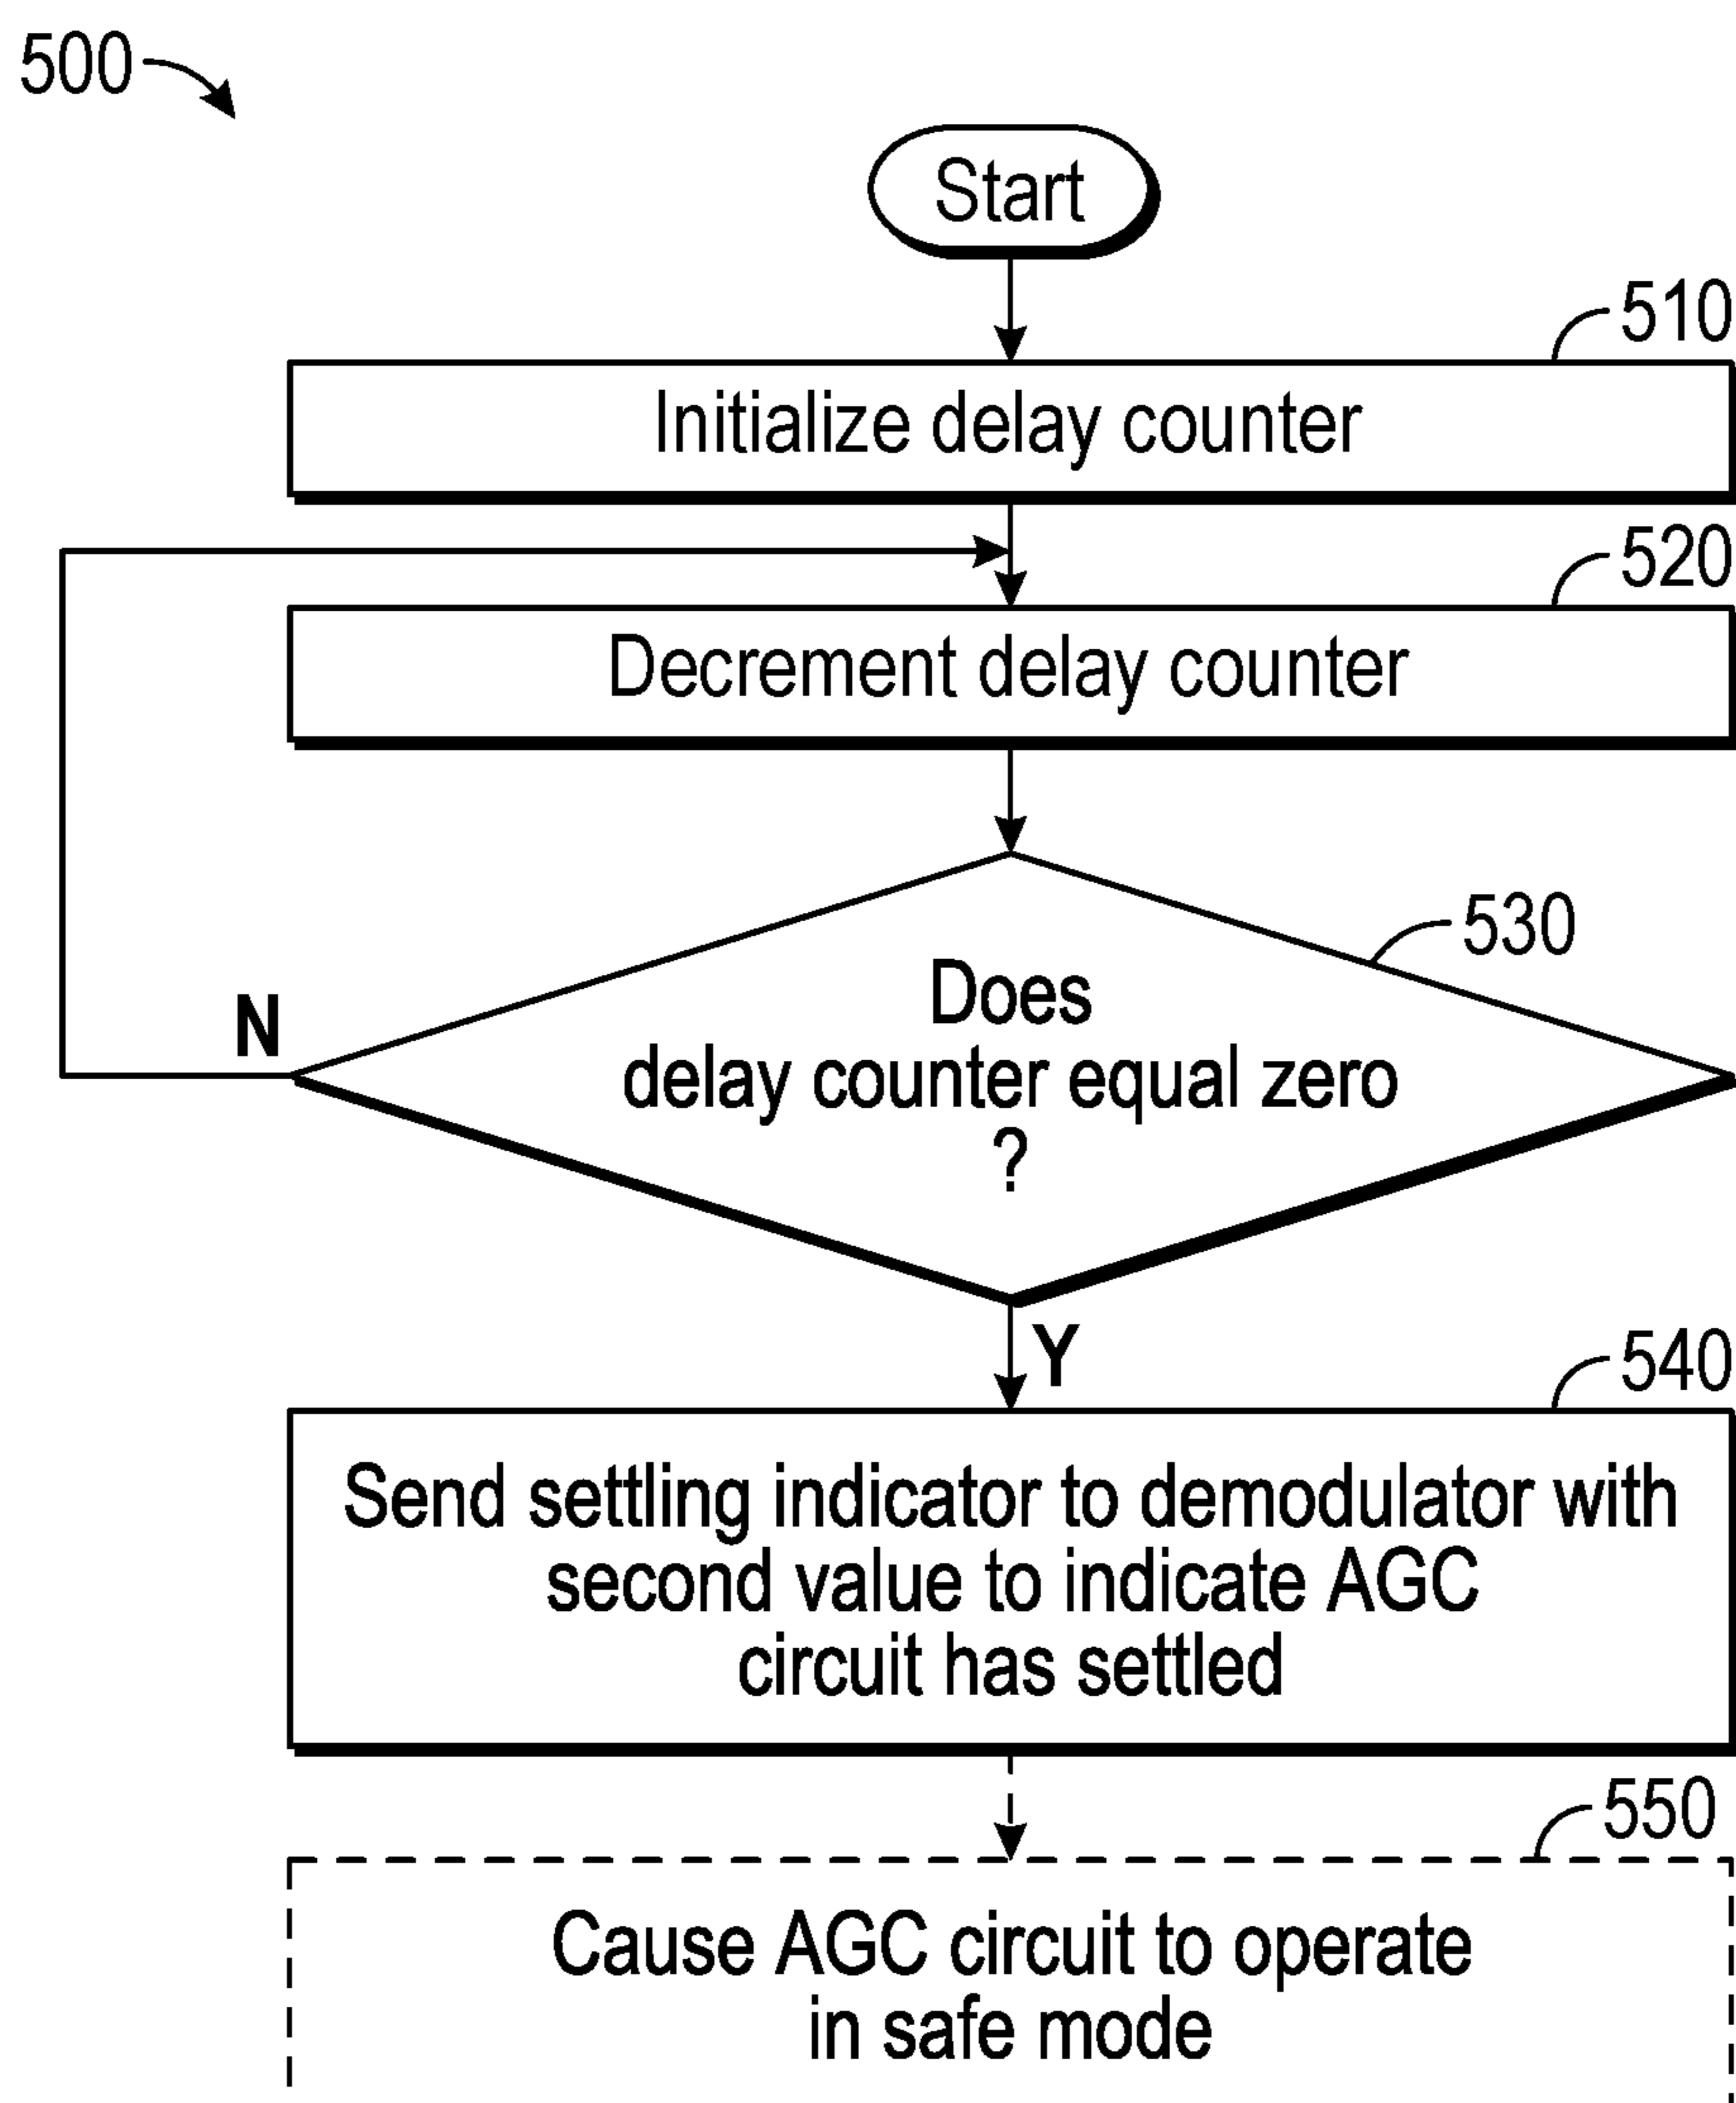 500
Start
510
Initialize delay counter
520
Decrement delay counter
530
Does
delay counter equal zero
?
N
Y
540
Send settling indicator to demodulator with
second value to indicate AGC
circuit has settled
550
Cause AGC circuit to operate
in safe mode